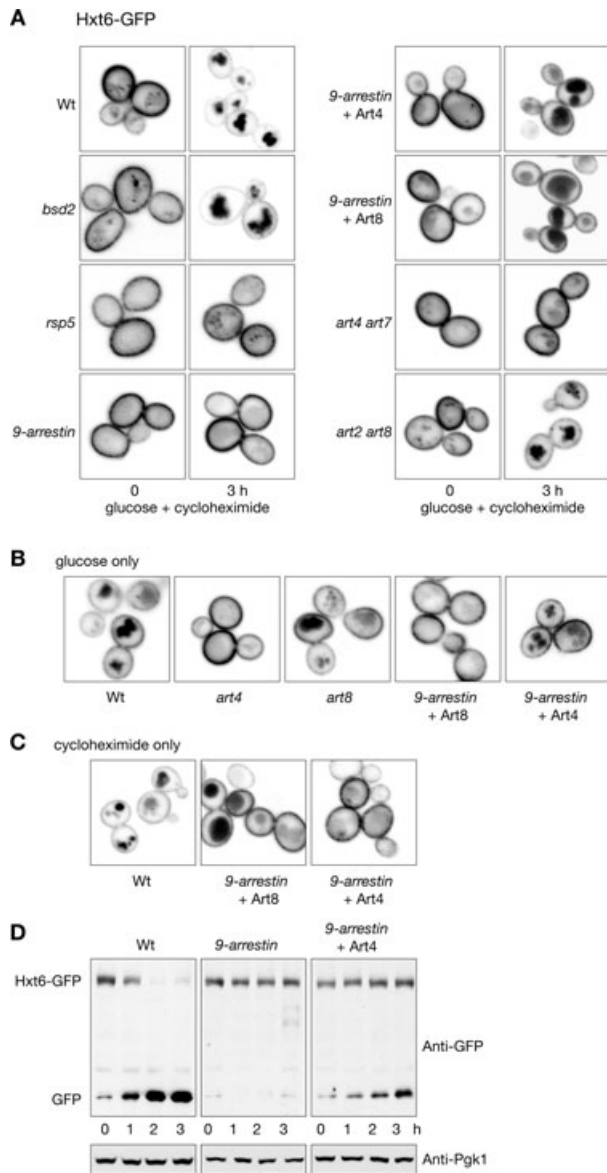 A Hxt6-GFP
Wt
bsd2
rsp5
9-arrestin
0 3 h
glucose + cycloheximide
9-arrestin
+ Art4
9-arrestin
+ Art8
art4 art7
art2 art8
0 3 h
glucose + cycloheximide
B glucose only
Wt art4 art8 9-arrestin 9-arrestin
+ Art8 + Art4
C cycloheximide only
Wt 9-arrestin 9-arrestin
+ Art8 + Art4
D
Wt 9-arrestin 9-arrestin
+ Art4
Hxt6-GFP
Anti-GFP
GFP
0 1 2 3 0 1 2 3 0 1 2 3 h
Anti-Pgk1